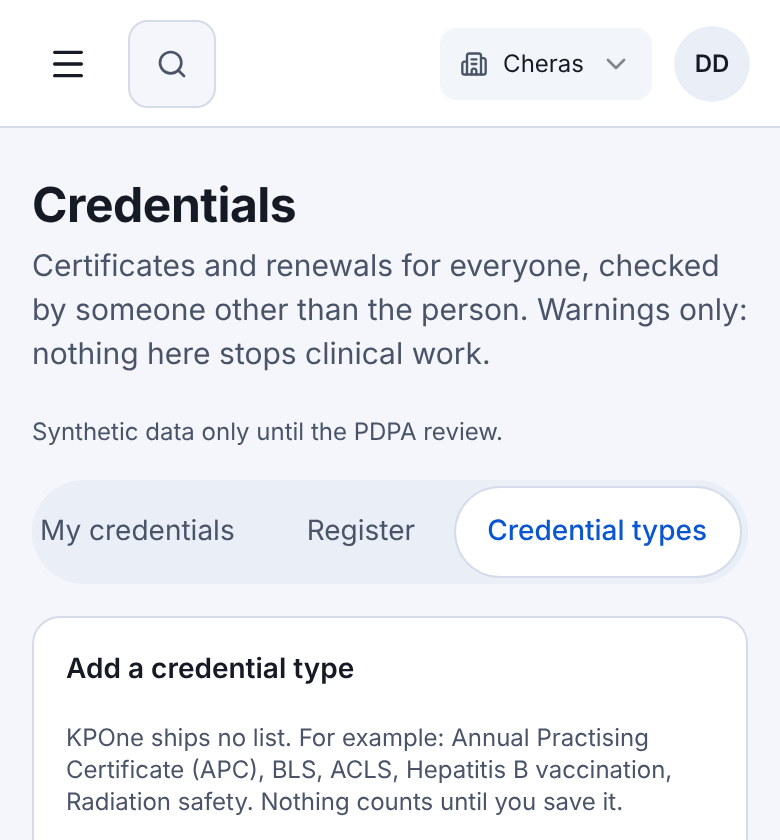 Cheras
DD
Credentials
Certificates and renewals for everyone, checked
by someone other than the person. Warnings only:
nothing here stops clinical work.
Synthetic data only until the PDPA review.
My credentials
Register
Credential types
Add a credential type
KPOne ships no list. For example: Annual Practising
Certificate (APC), BLS, ACLS, Hepatitis B vaccination,
Radiation safety. Nothing counts until you save it.